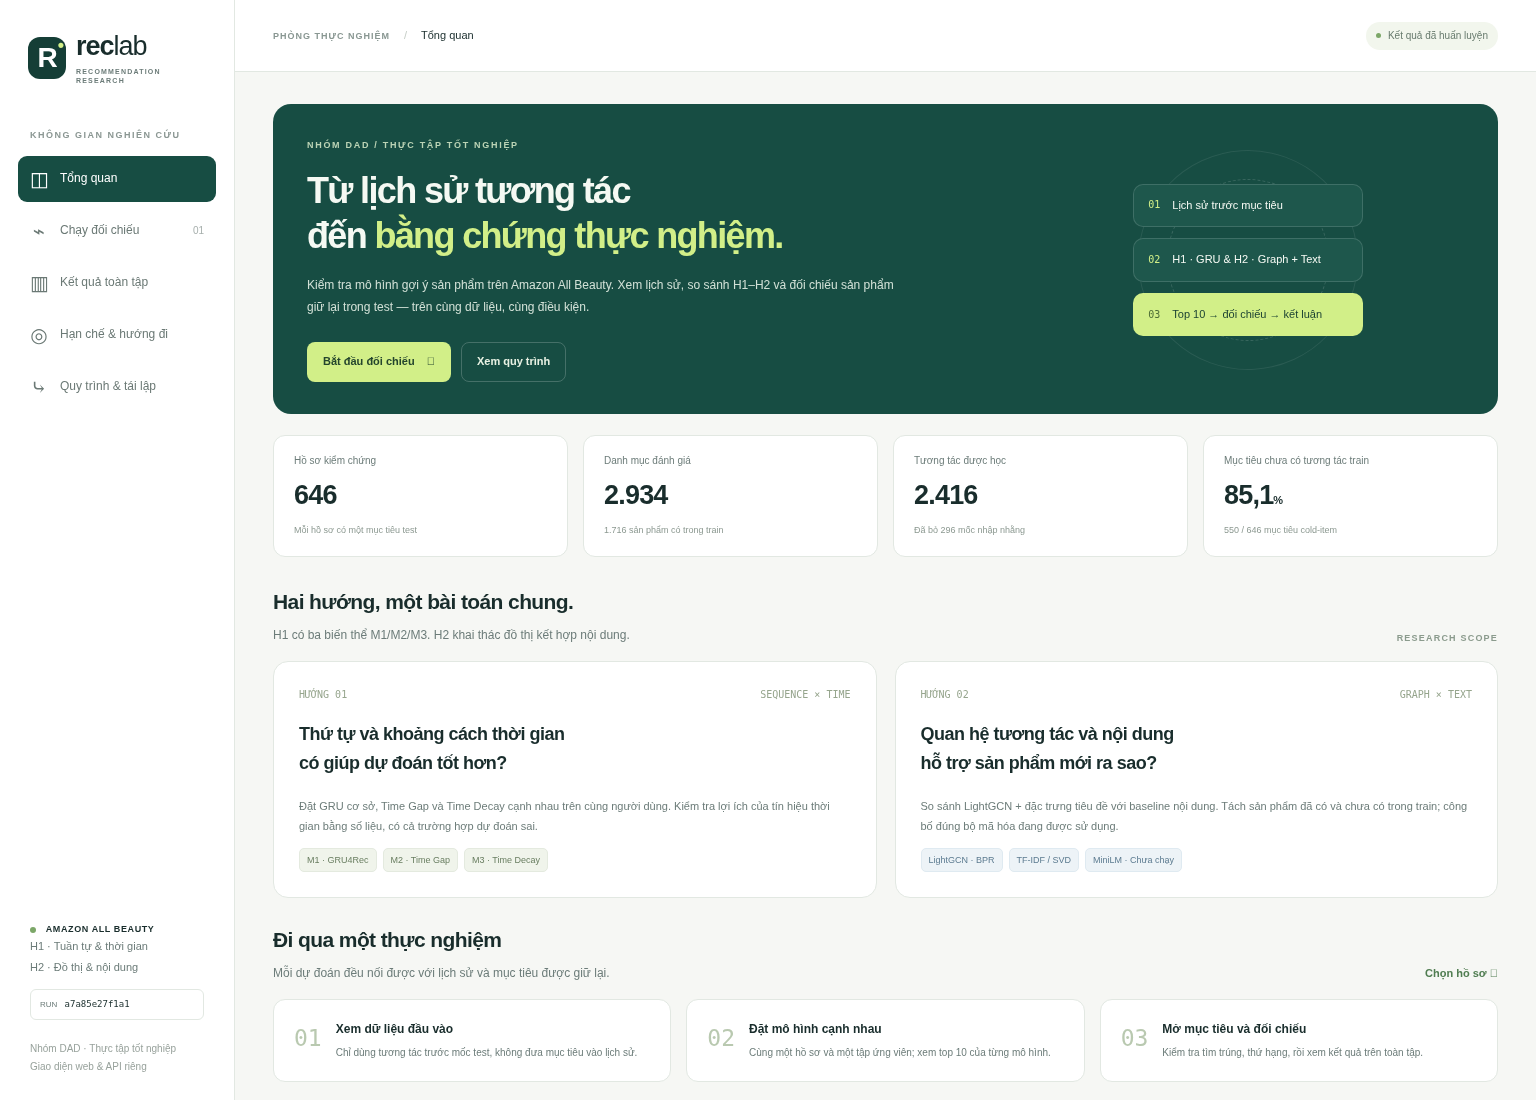 R
reclab
RECOMMENDATION
RESEARCH
KHÔNG GIAN NGHIÊN CỨU
Tổng quan
Chạy đối chiếu 01
Kết quả toàn tập
Hạn chế & hướng đi
Quy trình & tái lập
AMAZON ALL BEAUTY
H1 · Tuần tự & thời gian
H2 · Đồ thị & nội dung
RUN a7a85e27f1a1
Nhóm DAD · Thực tập tốt nghiệp
Giao diện web & API riêng
PHÒNG THỰC NGHIỆM / Tổng quan
Kết quả đã huấn luyện
NHÓM DAD / THỰC TẬP TỐT NGHIỆP
Từ lịch sử tương tác
đến bằng chứng thực nghiệm.
Kiểm tra mô hình gợi ý sản phẩm trên Amazon All Beauty. Xem lịch sử, so sánh H1–H2 và đối chiếu sản phẩm
giữ lại trong test — trên cùng dữ liệu, cùng điều kiện.
Bắt đầu đối chiếu
Xem quy trình
01 Lịch sử trước mục tiêu
02 H1 · GRU & H2 · Graph + Text
03 Top 10 → đối chiếu → kết luận
Hồ sơ kiểm chứng
646
Mỗi hồ sơ có một mục tiêu test
Danh mục đánh giá
2.934
1.716 sản phẩm có trong train
Tương tác được học
2.416
Đã bỏ 296 mốc nhập nhằng
Mục tiêu chưa có tương tác train
85,1%
550 / 646 mục tiêu cold-item
Hai hướng, một bài toán chung.
H1 có ba biến thể M1/M2/M3. H2 khai thác đồ thị kết hợp nội dung.
RESEARCH SCOPE
HƯỚNG 01 SEQUENCE × TIME
Thứ tự và khoảng cách thời gian
có giúp dự đoán tốt hơn?
Đặt GRU cơ sở, Time Gap và Time Decay cạnh nhau trên cùng người dùng. Kiểm tra lợi ích của tín hiệu thời
gian bằng số liệu, có cả trường hợp dự đoán sai.
M1 · GRU4Rec
M2 · Time Gap
M3 · Time Decay
HƯỚNG 02 GRAPH × TEXT
Quan hệ tương tác và nội dung
hỗ trợ sản phẩm mới ra sao?
So sánh LightGCN + đặc trưng tiêu đề với baseline nội dung. Tách sản phẩm đã có và chưa có trong train; công
bố đúng bộ mã hóa đang được sử dụng.
LightGCN · BPR
TF-IDF / SVD
MiniLM · Chưa chạy
Đi qua một thực nghiệm
Mỗi dự đoán đều nối được với lịch sử và mục tiêu được giữ lại.
Chọn hồ sơ
01 Xem dữ liệu đầu vào
Chỉ dùng tương tác trước mốc test, không đưa mục tiêu vào lịch sử.
02 Đặt mô hình cạnh nhau
Cùng một hồ sơ và một tập ứng viên; xem top 10 của từng mô hình.
03 Mở mục tiêu và đối chiếu
Kiểm tra tìm trúng, thứ hạng, rồi xem kết quả trên toàn tập.